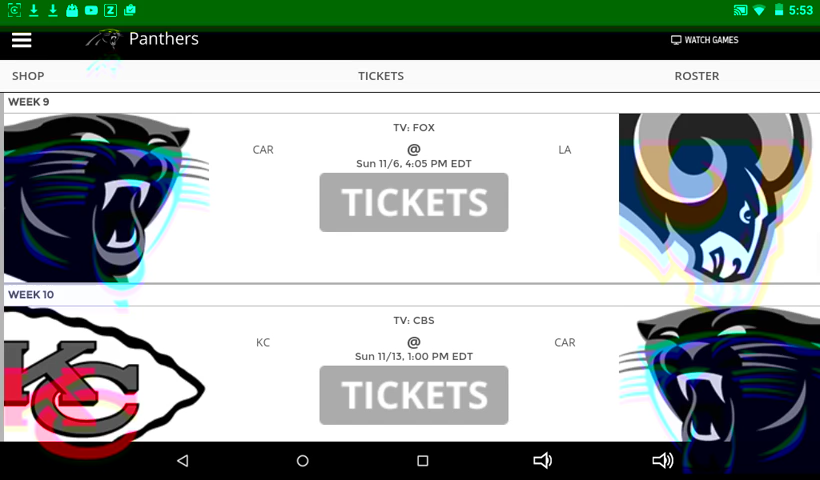 5:53
Panthers
WATCH GAMES
SHOP TICKETS ROSTER
WEEK 9
TV: FOX
CAR @ LA
Sun 11/6, 4:05 PM EDT
TICKETS
WEEK 10
TV: CBS
KC @ CAR
Sun 11/13, 1:00 PM EDT
TICKETS
KC